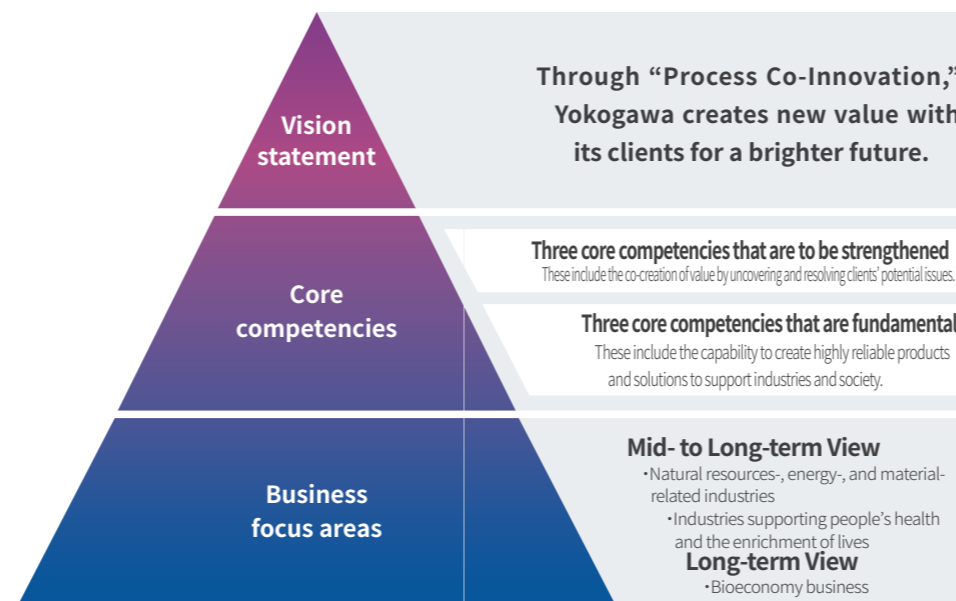 Vision
statement
Through “Process Co-Innovation,”
Yokogawa creates new value with
its clients for a brighter future.
Core
competencies
Three core competencies that are to be strengthened
These include the co-creation of value by uncovering and resolving clients’ potential issues.
Three core competencies that are fundamental
These include the capability to create highly reliable products
and solutions to support industries and society.
Business
focus areas
Mid- to Long-term View
・Natural resources-, energy-, and material-
related industries
・Industries supporting people’s health
and the enrichment of lives
Long-term View
・Bioeconomy business